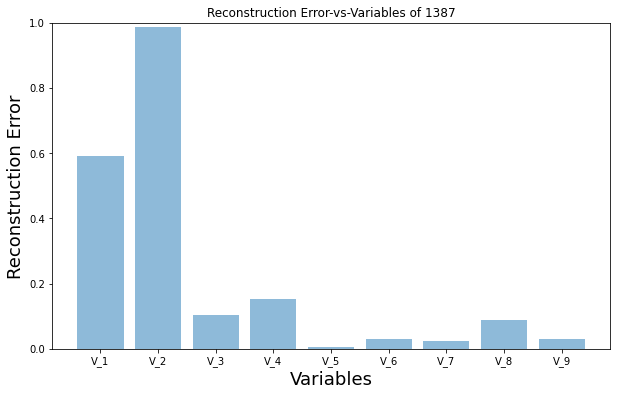 Reconstruction Error-vs-Variables of 1387
1.0
0.8
0.6
0.4
0.2
0.0
Reconstruction Error
V_1 V_2 V_3 V_4 V_5 V_6 V_7 V_8 V_9
Variables